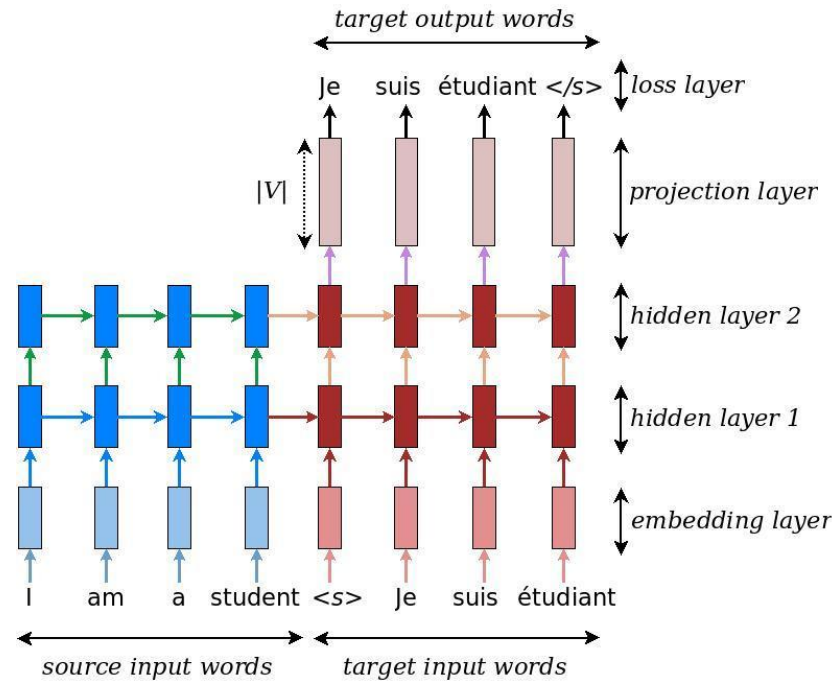 target output words
Je suis étudiant </s>
loss layer
|V|
projection layer
hidden layer 2
hidden layer 1
embedding layer
I am a student <s> Je suis étudiant
source input words target input words